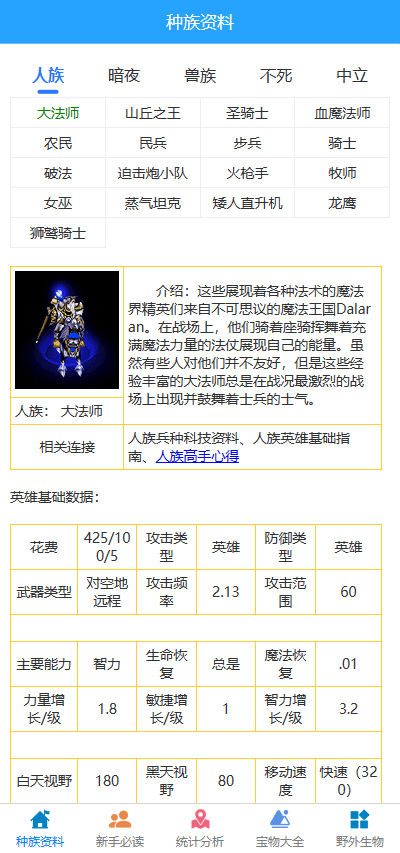 种族资料
人族 暗夜 兽族 不死 中立
大法师 山丘之王 圣骑士 血魔法师
农民 民兵 步兵 骑士
破法 迫击炮小队 火枪手 牧师
女巫 蒸气坦克 矮人直升机 龙鹰
狮鹫骑士
介绍：这些展现着各种法术的魔法
界精英们来自不可思议的魔法王国Dalar
an。在战场上，他们骑着座骑挥舞着充
满魔法力量的法仗展现自己的能量。虽
然有些人对他们并不友好，但是这些经
验丰富的大法师总是在战况最激烈的战
场上出现并鼓舞着士兵的士气。
人族： 大法师
相关连接
人族兵种科技资料、人族英雄基础指
南、人族高手心得
英雄基础数据：
花费 425/100/5 攻击类型 英雄 防御类型 英雄
武器类型 对空地远程 攻击频率 2.13 攻击范围 60
主要能力 智力 生命恢复 总是 魔法恢复 .01
力量增长/级 1.8 敏捷增长/级 1 智力增长/级 3.2
白天视野 180 黑天视野 80 移动速度 快速（320）
种族资料 新手必读 统计分析 宝物大全 野外生物